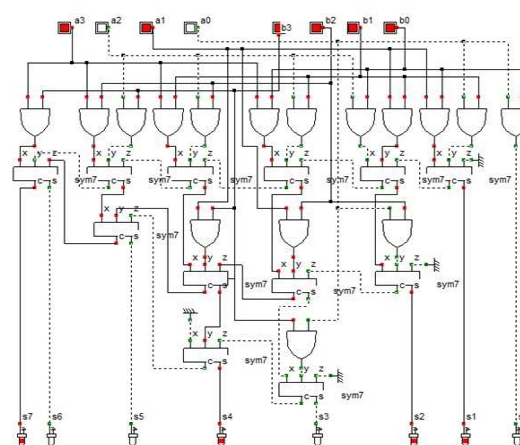 a3 a2 a1 a0 b3 b2 b1 b0
x y z x y z x y z x y z x y z x y z
c s sym7 c s sym7 c s sym7 c s sym7 c s sym7 c s sym7
x y z
c s sym7
x y z x y z x y z
c s sym7 c s sym7 c s sym7
x y z
c s sym7
x y z
c s sym7
s7 s6 s5 s4 s3 s2 s1